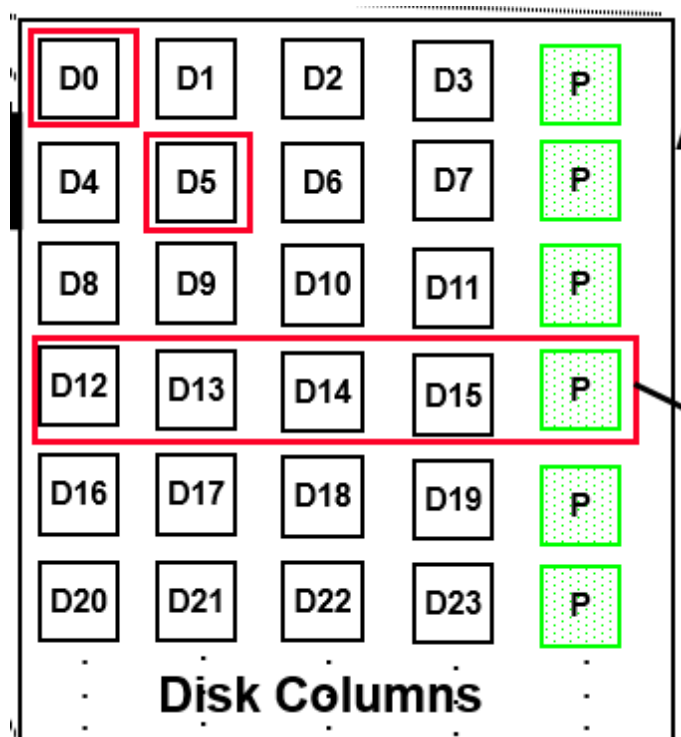 D0 D1 D2 D3 P
D4 D5 D6 D7 P
D8 D9 D10 D11 P
D12 D13 D14 D15 P
D16 D17 D18 D19 P
D20 D21 D22 D23 P
Disk Columns